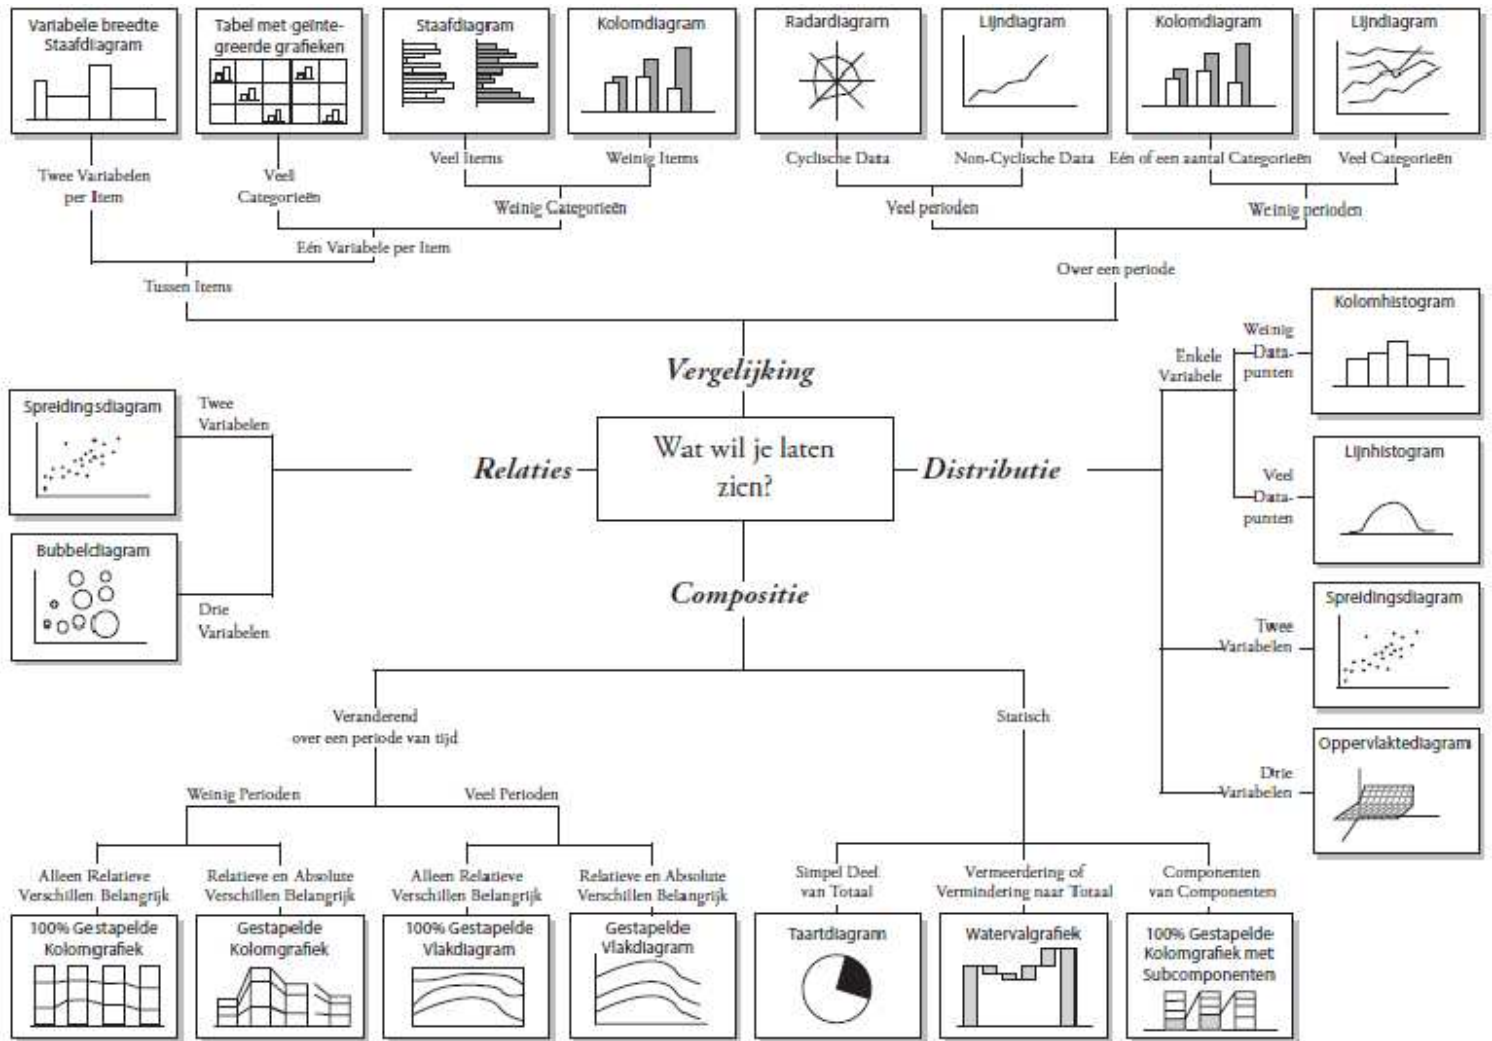 Variabele breedte
Staafdiagram
Tabel met geïnte-
greerde grafieken
Staafdiagram
Kolomdiagram
Radardiagram
Lijndiagram
Kolomdiagram
Lijndiagram
Twee Variabelen
per Item
Veel
Categorieën
Veel Items
Weinig Items
Cyclische Data
Non-Cyclische Data
Eén of een aantal Categorieën
Veel Categorieën
Weinig Categorieën
Veel perioden
Weinig perioden
Eén Variabele per Item
Tussen Items
Over een periode
Vergelijking
Wat wil je laten
zien?
Relaties
Distributie
Compositie
Spreidingsdiagram
Twee
Variabelen
Bubbeldiagram
Drie
Variabelen
Enkele
Variabele
Weinig
Data-
punten
Kolomhistogram
Veel
Data-
punten
Lijnhistogram
Twee
Variabelen
Spreidingsdiagram
Drie
Variabelen
Oppervlaktediagram
Veranderend
over een periode van tijd
Statisch
Weinig Perioden
Veel Perioden
Alleen Relatieve
Verschillen Belangrijk
Relatieve en Absolute
Verschillen Belangrijk
Alleen Relatieve
Verschillen Belangrijk
Relatieve en Absolute
Verschillen Belangrijk
Simpel Deel
van Totaal
Vermeerdering of
Vermindering naar Totaal
Componenten
van Componenten
100% Gestapelde
Kolomgrafiek
Gestapelde
Kolomgrafiek
100% Gestapelde
Vlakdiagram
Gestapelde
Vlakdiagram
Taartdiagram
Watervalgrafiek
100% Gestapelde
Kolomgrafiek met
Subcomponentem